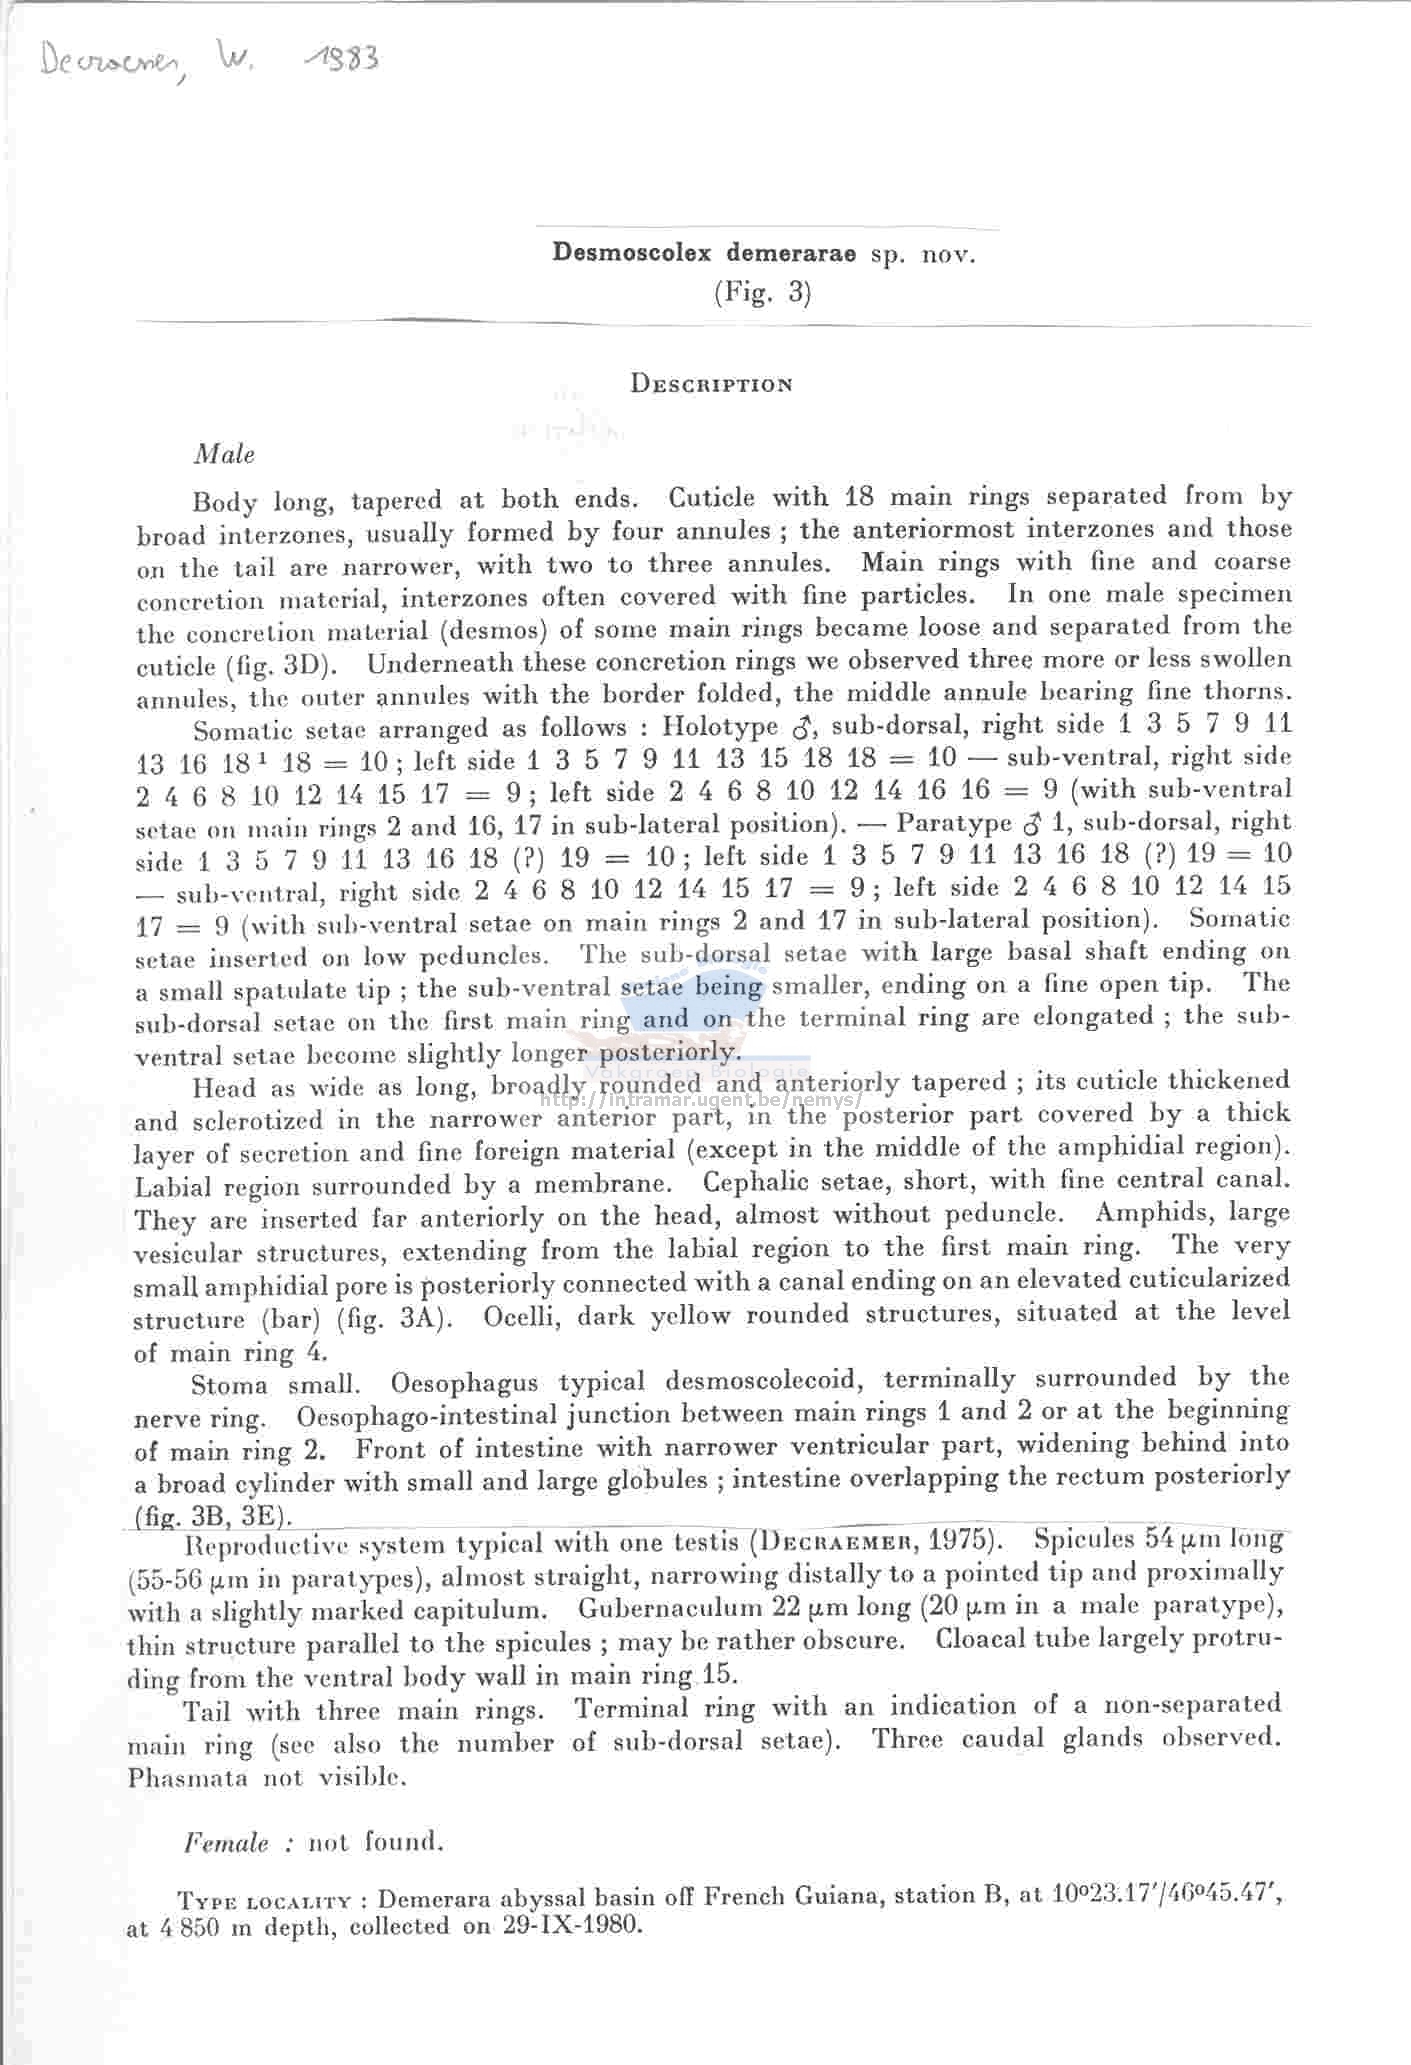 Decraemer, W. 1983
Desmoscolex demerarae sp. nov.
(Fig. 3)
DESCRIPTION
Male
Body long, tapered at both ends. Cuticle with 18 main rings separated from by
broad interzones, usually formed by four annules ; the anteriormost interzones and those
on the tail are narrower, with two to three annules. Main rings with fine and coarse
concretion material, interzones often covered with fine particles. In one male specimen
the concretion material (desmos) of some main rings became loose and separated from the
cuticle (fig. 3D). Underneath these concretion rings we observed three more or less swollen
annules, the outer annules with the border folded, the middle annule bearing fine thorns.
Somatic setae arranged as follows : Holotype ♂, sub-dorsal, right side 1 3 5 7 9 11
13 16 18 ¹ 18 = 10 ; left side 1 3 5 7 9 11 13 15 18 18 = 10 — sub-ventral, right side
2 4 6 8 10 12 14 15 17 = 9 ; left side 2 4 6 8 10 12 14 16 16 = 9 (with sub-ventral
setae on main rings 2 and 16, 17 in sub-lateral position). — Paratype ♂ 1, sub-dorsal, right
side 1 3 5 7 9 11 13 16 18 (?) 19 = 10 ; left side 1 3 5 7 9 11 13 16 18 (?) 19 = 10
— sub-ventral, right side 2 4 6 8 10 12 14 15 17 = 9 ; left side 2 4 6 8 10 12 14 15
17 = 9 (with sub-ventral setae on main rings 2 and 17 in sub-lateral position). Somatic
setae inserted on low peduncles. The sub-dorsal setae with large basal shaft ending on
a small spatulate tip ; the sub-ventral setae being smaller, ending on a fine open tip. The
sub-dorsal setae on the first main ring and on the terminal ring are elongated ; the sub-
ventral setae become slightly longer posteriorly.
Vakgroep Biologie
Head as wide as long, broadly rounded and anteriorly tapered ; its cuticle thickened
http://intramar.ugent.be/nemys/
and sclerotized in the narrower anterior part, in the posterior part covered by a thick
layer of secretion and fine foreign material (except in the middle of the amphidial region).
Labial region surrounded by a membrane. Cephalic setae, short, with fine central canal.
They are inserted far anteriorly on the head, almost without peduncle. Amphids, large
vesicular structures, extending from the labial region to the first main ring. The very
small amphidial pore is posteriorly connected with a canal ending on an elevated cuticularized
structure (bar) (fig. 3A). Ocelli, dark yellow rounded structures, situated at the level
of main ring 4.
Stoma small. Oesophagus typical desmoscolecoid, terminally surrounded by the
nerve ring. Oesophago-intestinal junction between main rings 1 and 2 or at the beginning
of main ring 2. Front of intestine with narrower ventricular part, widening behind into
a broad cylinder with small and large globules ; intestine overlapping the rectum posteriorly
(fig. 3B, 3E).
Reproductive system typical with one testis (DECRAEMER, 1975). Spicules 54 µm long
(55-56 µm in paratypes), almost straight, narrowing distally to a pointed tip and proximally
with a slightly marked capitulum. Gubernaculum 22 µm long (20 µm in a male paratype),
thin structure parallel to the spicules ; may be rather obscure. Cloacal tube largely protru-
ding from the ventral body wall in main ring 15.
Tail with three main rings. Terminal ring with an indication of a non-separated
main ring (see also the number of sub-dorsal setae). Three caudal glands observed.
Phasmata not visible.
Female : not found.
TYPE LOCALITY : Demerara abyssal basin off French Guiana, station B, at 10º23.17′/46º45.47′,
at 4 850 m depth, collected on 29-IX-1980.